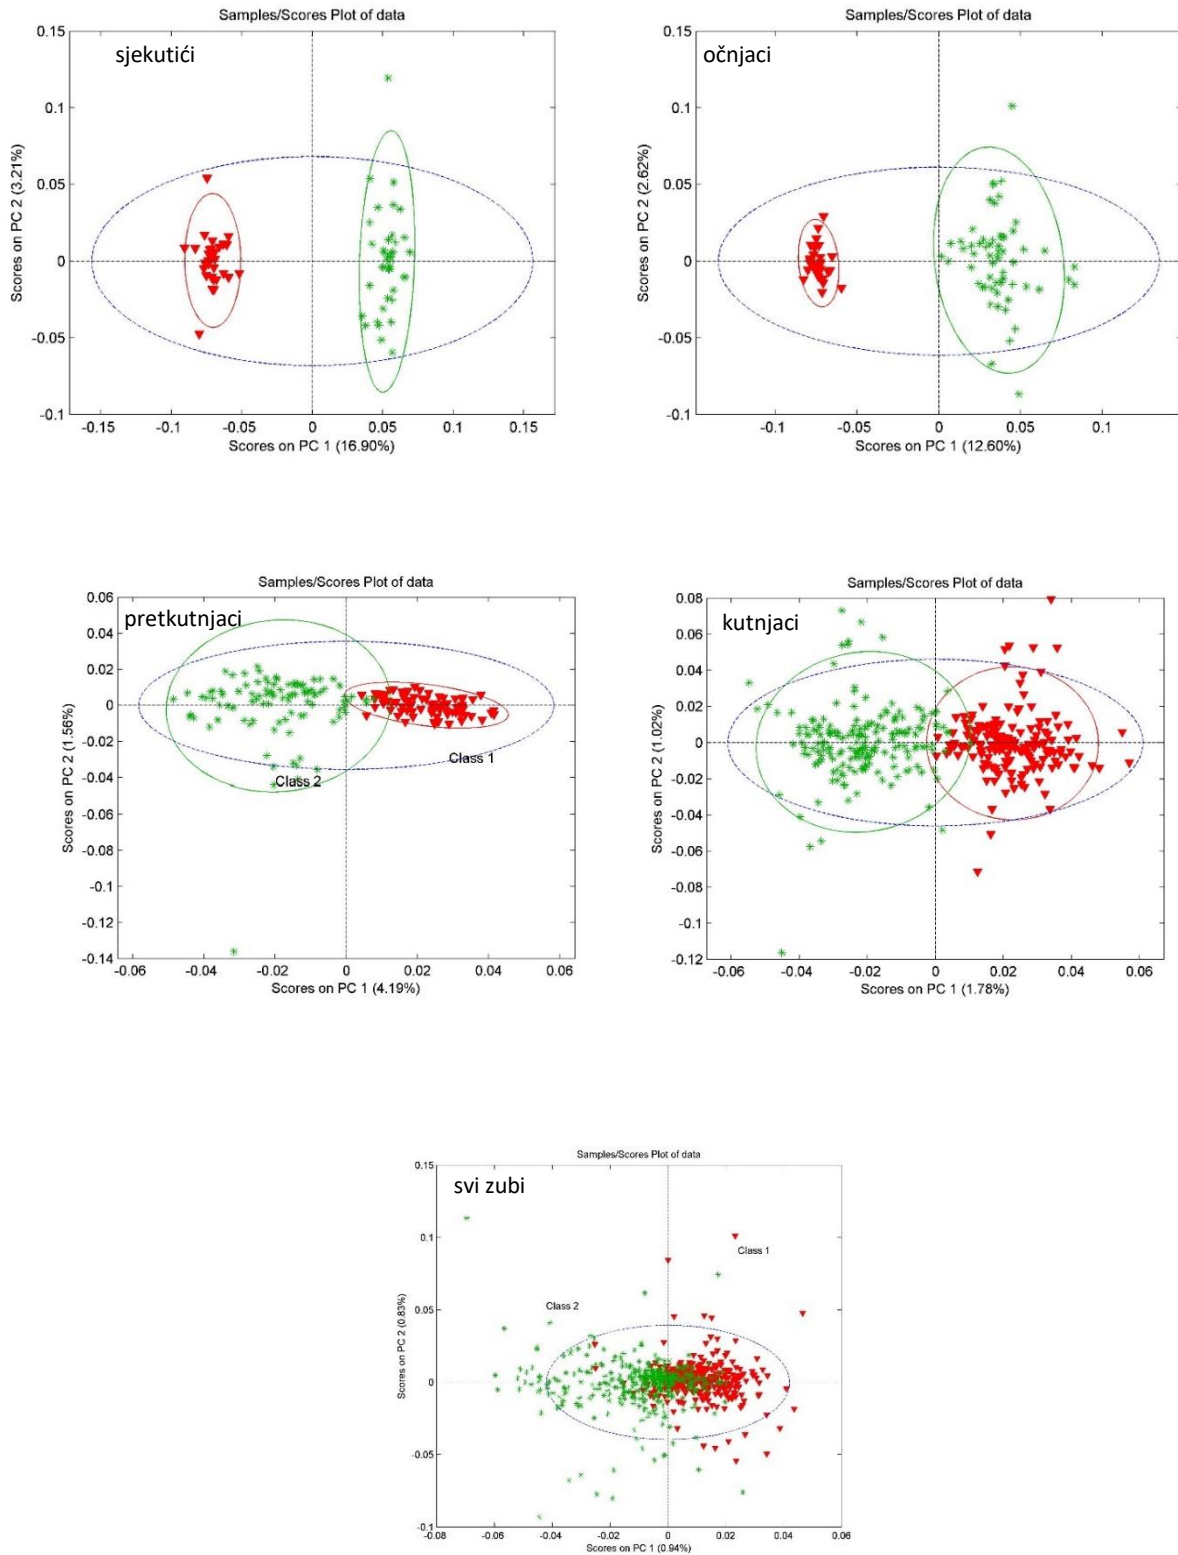 Samples/Scores Plot of data
sjekutići
0.15
0.1
0.05
0
-0.05
-0.1
Scores on PC 2 (3.21%)
-0.15 -0.1 -0.05 0 0.05 0.1 0.15
Scores on PC 1 (16.90%)
Samples/Scores Plot of data
očnjaci
0.15
0.1
0.05
0
-0.05
-0.1
Scores on PC 2 (2.62%)
-0.1 -0.05 0 0.05 0.1
Scores on PC 1 (12.60%)
Samples/Scores Plot of data
pretkutnjaci
0.06
0.04
0.02
0
-0.02
-0.04
-0.06
-0.08
-0.1
-0.12
-0.14
Scores on PC 2 (1.56%)
Class 1
Class 2
-0.06 -0.04 -0.02 0 0.02 0.04 0.06
Scores on PC 1 (4.19%)
Samples/Scores Plot of data
kutnjaci
0.08
0.06
0.04
0.02
0
-0.02
-0.04
-0.06
-0.08
-0.1
-0.12
Scores on PC 2 (1.02%)
-0.06 -0.04 -0.02 0 0.02 0.04 0.06
Scores on PC 1 (1.78%)
Samples/Scores Plot of data
svi zubi
0.15
0.1
0.05
0
-0.05
-0.1
Scores on PC 2 (0.83%)
Class 1
Class 2
-0.08 -0.06 -0.04 -0.02 0 0.02 0.04 0.06
Scores on PC 1 (0.94%)